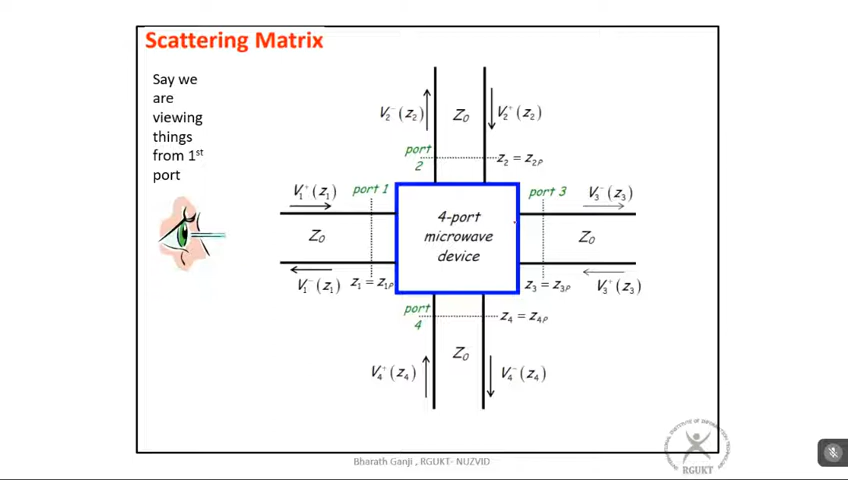 Scattering Matrix
Say we
are
viewing
things
from 1st
port
V₂⁻(z₂)
Z₀
V₂⁺(z₂)
port
2
z₂ = z₂ₚ
V₁⁺(z₁)
port 1
port 3
V₃⁻(z₃)
4-port
microwave
device
Z₀
Z₀
V₁⁻(z₁)
z₁ = z₁ₚ
z₃ = z₃ₚ
V₃⁺(z₃)
port
4
z₄ = z₄ₚ
Z₀
V₄⁺(z₄)
V₄⁻(z₄)
Bharath Ganji , RGUKT- NUZVID
RGUKT